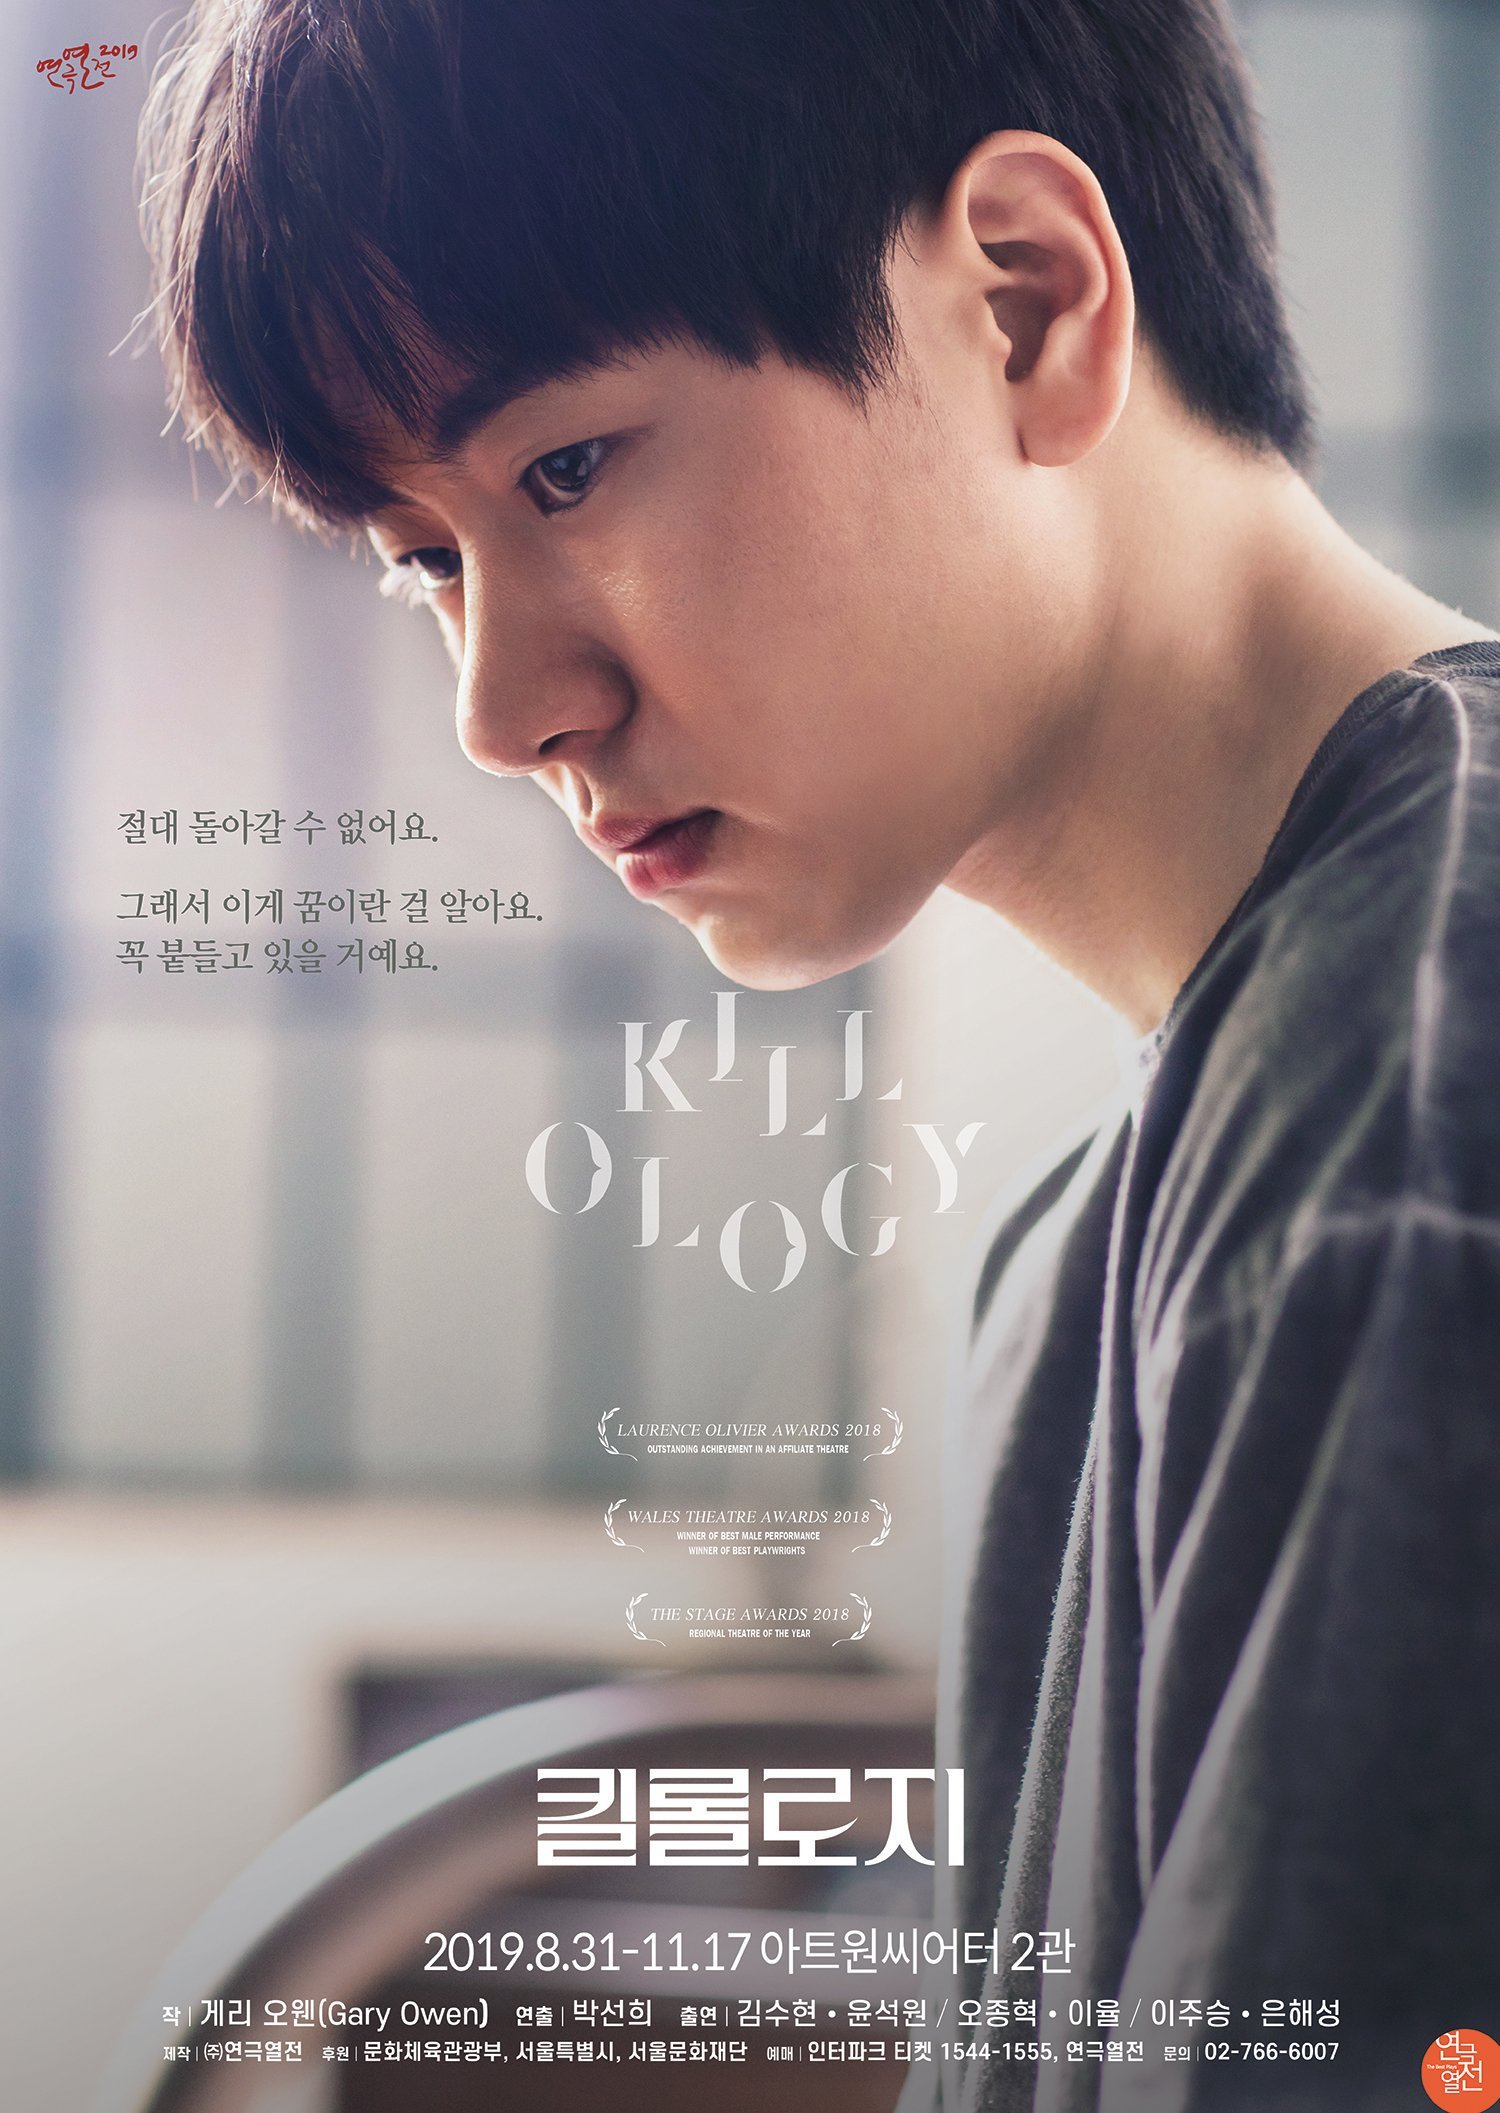 연극열전 2019
절대 돌아갈 수 없어요.
그래서 이게 꿈이란 걸 알아요.
꼭 붙들고 있을 거예요.
KILL
OLOGY
LAURENCE OLIVIER AWARDS 2018
OUTSTANDING ACHIEVEMENT IN AN AFFILIATE THEATRE
WALES THEATRE AWARDS 2018
WINNER OF BEST MALE PERFORMANCE
WINNER OF BEST PLAYWRIGHTS
THE STAGE AWARDS 2018
REGIONAL THEATRE OF THE YEAR
킬롤로지
2019.8.31-11.17 아트원씨어터 2관
작 | 게리 오웬(Gary Owen) 연출 | 박선희 출연 | 김수현 • 윤석원 / 오종혁 • 이율 / 이주승 • 은해성
제작 | ㈜연극열전 후원 | 문화체육관광부, 서울특별시, 서울문화재단 예매 | 인터파크 티켓 1544-1555, 연극열전 문의 | 02-766-6007
연극
The Best Plays
열전